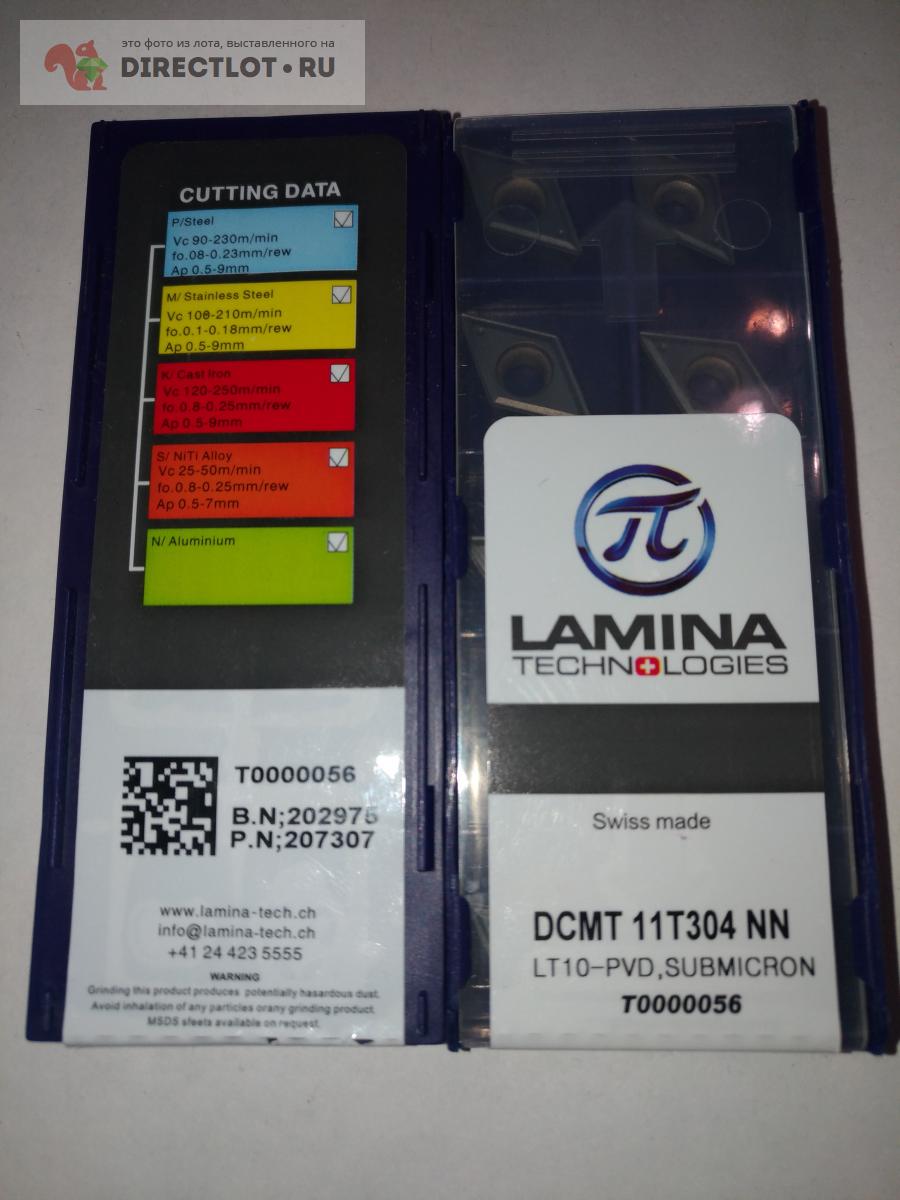 это фото из лота, выставленного на
DIRECTLOT•RU
CUTTING DATA
P/Steel
Vc 90-230m/min
fo.08-0.23mm/rew
Ap 0.5-9mm
M/ Stainless Steel
Vc 100-210m/min
fo.0.1-0.18mm/rew
Ap 0.5-9mm
K/ Cast Iron
Vc 120-250m/min
fo.0.8-0.25mm/rew
Ap 0.5-9mm
S/ NiTi Alloy
Vc 25-50m/min
fo.0.8-0.25mm/rew
Ap 0.5-7mm
N/ Aluminium
T0000056
B.N;202975
P.N;207307
www.lamina-tech.ch
info@lamina-tech.ch
+41 24 423 5555
WARNING
Grinding this product produces potentially hazardous dust.
Avoid inhalation of any particles orany grinding product.
MSDS sfeets available on request.
π
LAMINA
TECHNOLOGIES
Swiss made
DCMT 11T304 NN
LT10-PVD,SUBMICRON
T0000056